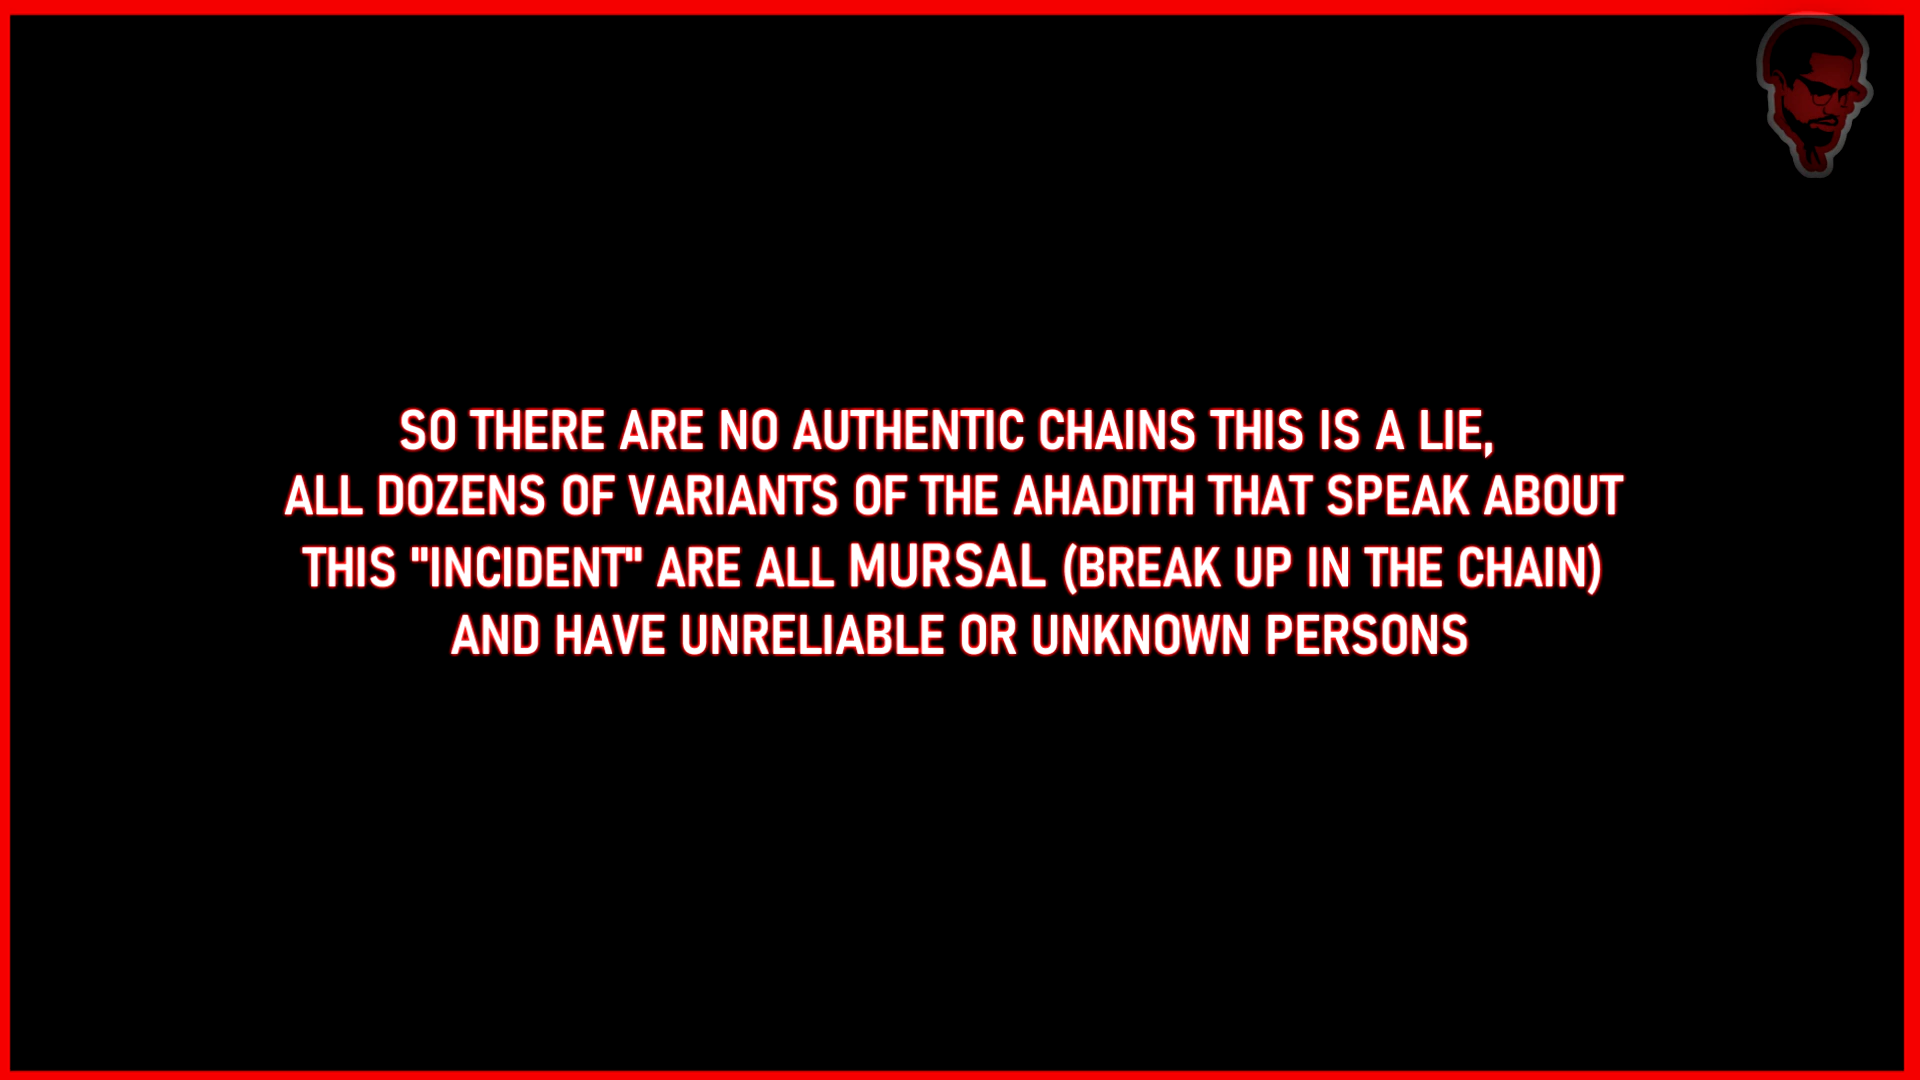 SO THERE ARE NO AUTHENTIC CHAINS THIS IS A LIE,
ALL DOZENS OF VARIANTS OF THE AHADITH THAT SPEAK ABOUT
THIS "INCIDENT" ARE ALL MURSAL (BREAK UP IN THE CHAIN)
AND HAVE UNRELIABLE OR UNKNOWN PERSONS